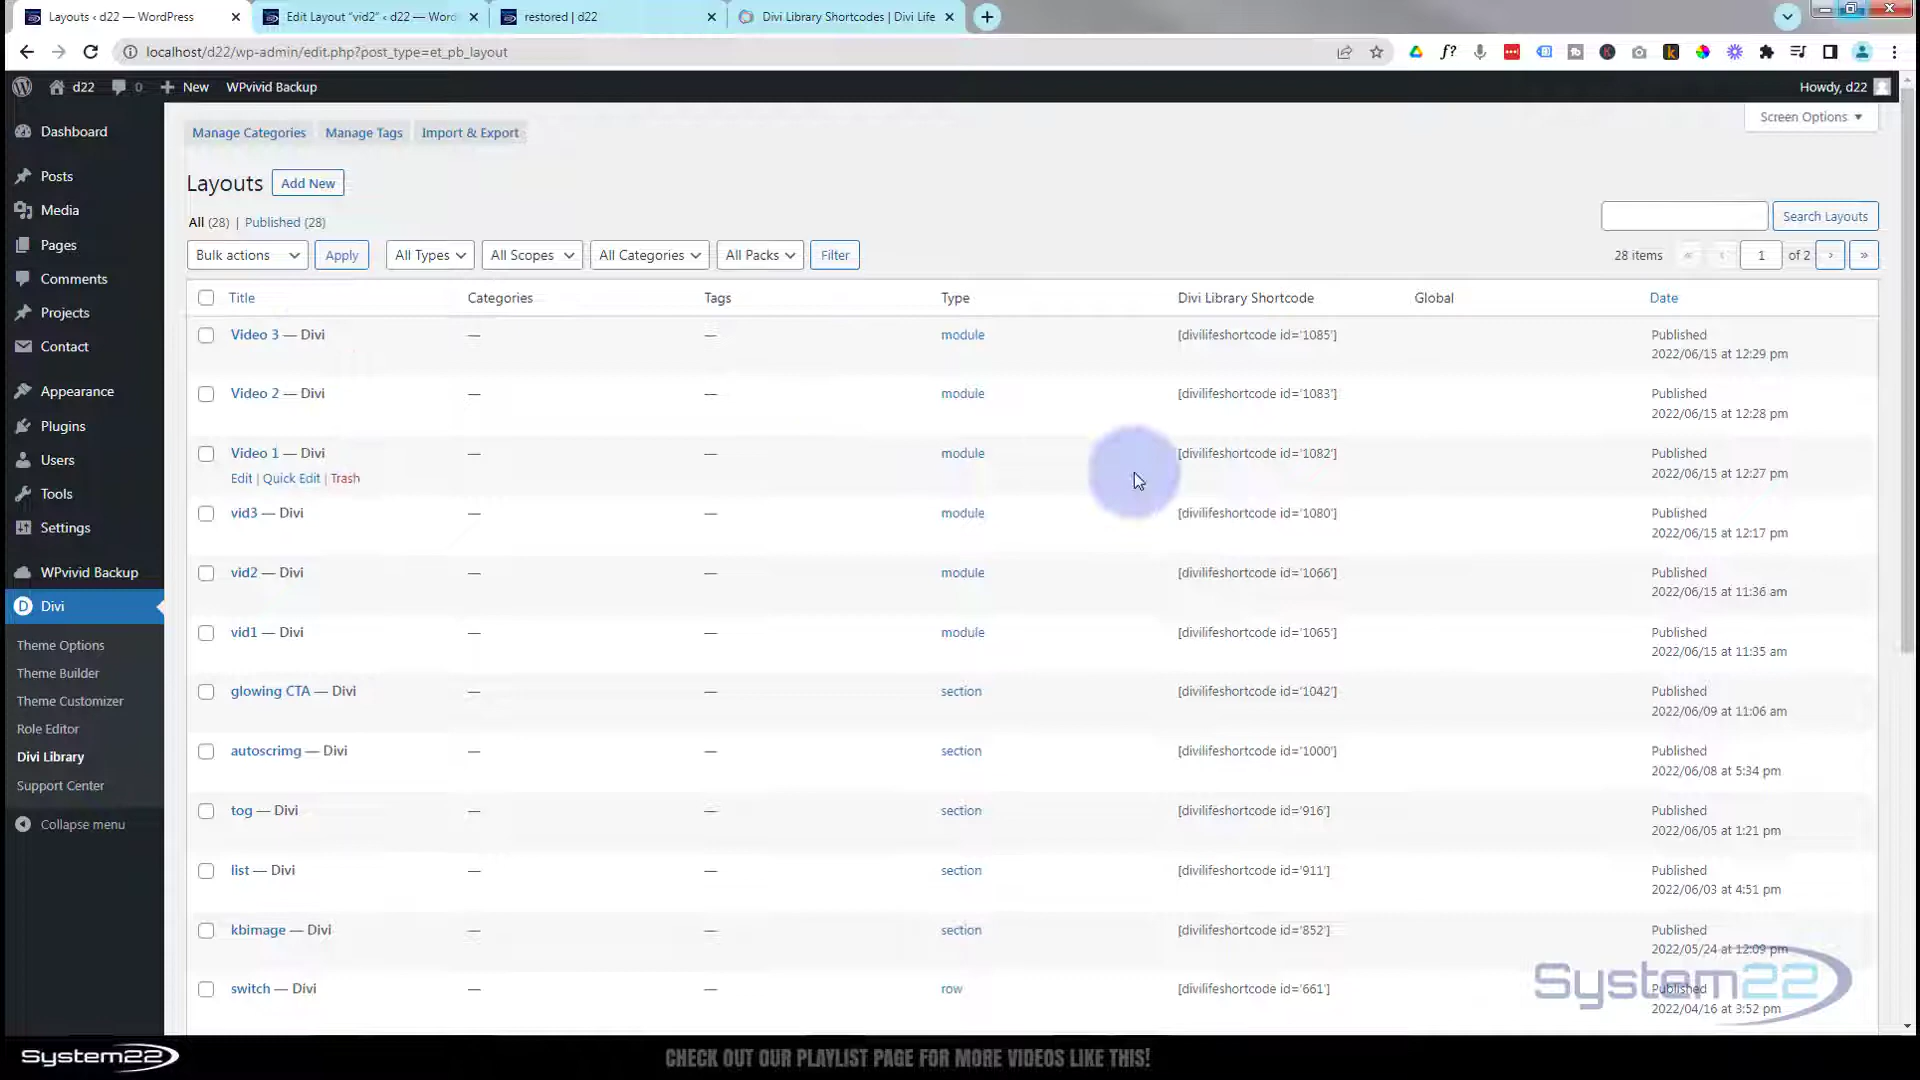 Layouts ‹ d22 — WordPress
Edit Layout "vid2" ‹ d22 — Word
restored | d22
Divi Library Shortcodes | Divi Life
localhost/d22/wp-admin/edit.php?post_type=et_pb_layout
d22
0
New
WPvivid Backup
Howdy, d22
Dashboard
Posts
Media
Pages
Comments
Projects
Contact
Appearance
Plugins
Users
Tools
Settings
WPvivid Backup
Divi
Theme Options
Theme Builder
Theme Customizer
Role Editor
Divi Library
Support Center
Collapse menu
Manage Categories
Manage Tags
Import & Export
Screen Options
Layouts
Add New
All (28) | Published (28)
Search Layouts
Bulk actions
Apply
All Types
All Scopes
All Categories
All Packs
Filter
28 items « ‹ 1 of 2 › »
Title Categories Tags Type Divi Library Shortcode Global Date
Video 3 — Divi — — module [divilifeshortcode id='1085'] Published
2022/06/15 at 12:29 pm
Video 2 — Divi — — module [divilifeshortcode id='1083'] Published
2022/06/15 at 12:28 pm
Video 1 — Divi — — module [divilifeshortcode id='1082'] Published
Edit | Quick Edit | Trash 2022/06/15 at 12:27 pm
vid3 — Divi — — module [divilifeshortcode id='1080'] Published
2022/06/15 at 12:17 pm
vid2 — Divi — — module [divilifeshortcode id='1066'] Published
2022/06/15 at 11:36 am
vid1 — Divi — — module [divilifeshortcode id='1065'] Published
2022/06/15 at 11:35 am
glowing CTA — Divi — — section [divilifeshortcode id='1042'] Published
2022/06/09 at 11:06 am
autoscrimg — Divi — — section [divilifeshortcode id='1000'] Published
2022/06/08 at 5:34 pm
tog — Divi — — section [divilifeshortcode id='916'] Published
2022/06/05 at 1:21 pm
list — Divi — — section [divilifeshortcode id='911'] Published
2022/06/03 at 4:51 pm
kbimage — Divi — — section [divilifeshortcode id='852'] Published
2022/05/24 at 12:09 pm
switch — Divi — — row [divilifeshortcode id='661'] Published
2022/04/16 at 3:52 pm
System22
System22
CHECK OUT OUR PLAYLIST PAGE FOR MORE VIDEOS LIKE THIS!